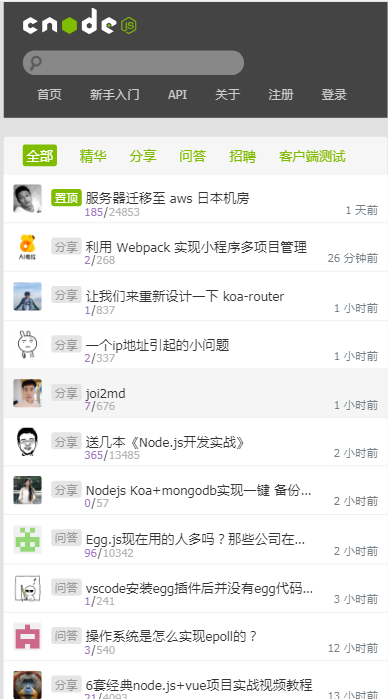 cnode JS
首页 新手入门 API 关于 注册 登录
全部 精华 分享 问答 招聘 客户端测试
置顶 服务器迁移至 aws 日本机房
185/24853 1 天前
分享 利用 Webpack 实现小程序多项目管理
2/268 26 分钟前
分享 让我们来重新设计一下 koa-router
1/837 1 小时前
分享 一个ip地址引起的小问题
2/337 1 小时前
分享 joi2md
7/676 1 小时前
分享 送几本《Node.js开发实战》
365/13485 2 小时前
分享 Nodejs Koa+mongodb实现一键 备份...
0/57 2 小时前
问答 Egg.js现在用的人多吗？那些公司在...
96/10342 2 小时前
问答 vscode安装egg插件后并没有egg代码...
1/241 3 小时前
问答 操作系统是怎么实现epoll的？
3/540 12 小时前
分享 6套经典node.js+vue项目实战视频教程
21/4093 13 小时前